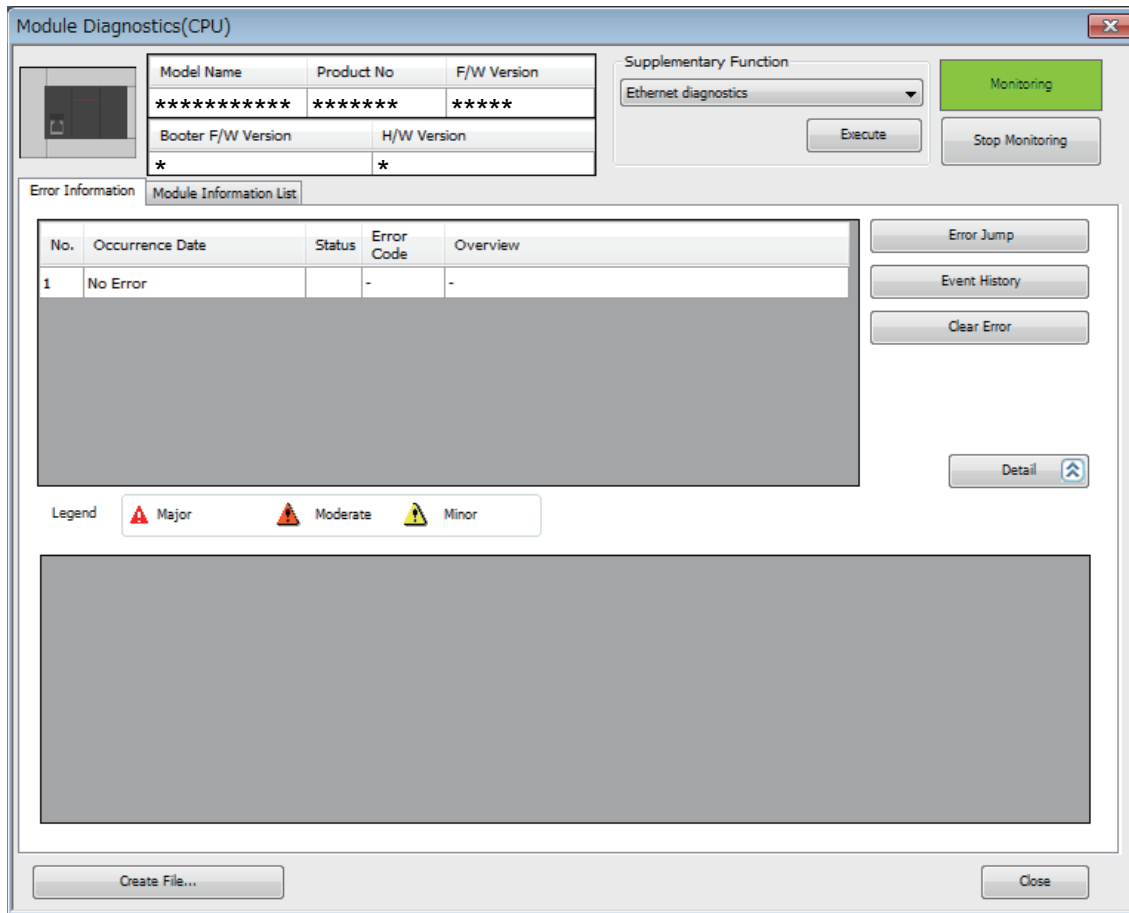 Module Diagnostics(CPU)
Model Name Product No F/W Version
*********** ******* *****
Booter F/W Version H/W Version
* *
Supplementary Function
Ethernet diagnostics
Execute
Monitoring
Stop Monitoring
Error Information Module Information List
No. Occurrence Date Status Error Code Overview
1 No Error - -
Error Jump
Event History
Clear Error
Detail
Legend Major Moderate Minor
Create File... Close